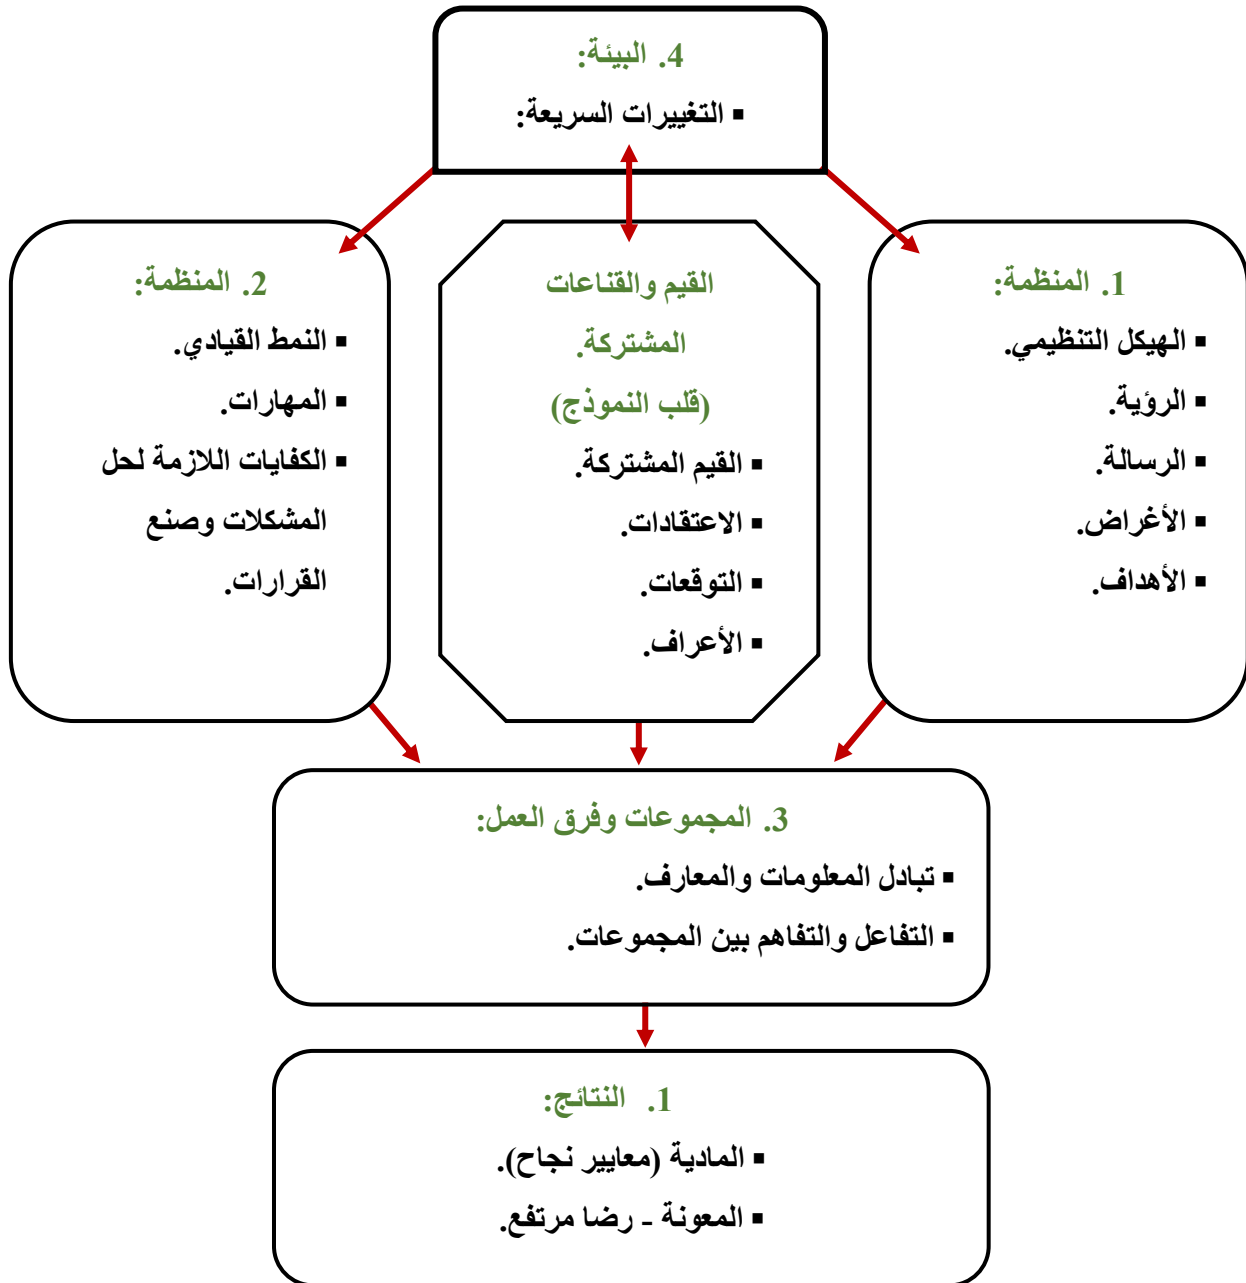 4. البيئة:
▪ التغييرات السريعة:
1. المنظمة:
▪ الهيكل التنظيمي.
▪ الرؤية.
▪ الرسالة.
▪ الأغراض.
▪ الأهداف.
القيم والقناعات
المشتركة.
(قلب النموذج)
▪ القيم المشتركة.
▪ الاعتقادات.
▪ التوقعات.
▪ الأعراف.
2. المنظمة:
▪ النمط القيادي.
▪ المهارات.
▪ الكفايات اللازمة لحل
المشكلات وصنع
القرارات.
3. المجموعات وفرق العمل:
▪ تبادل المعلومات والمعارف.
▪ التفاعل والتفاهم بين المجموعات.
1. النتائج:
▪ المادية (معايير نجاح).
▪ المعونة - رضا مرتفع.